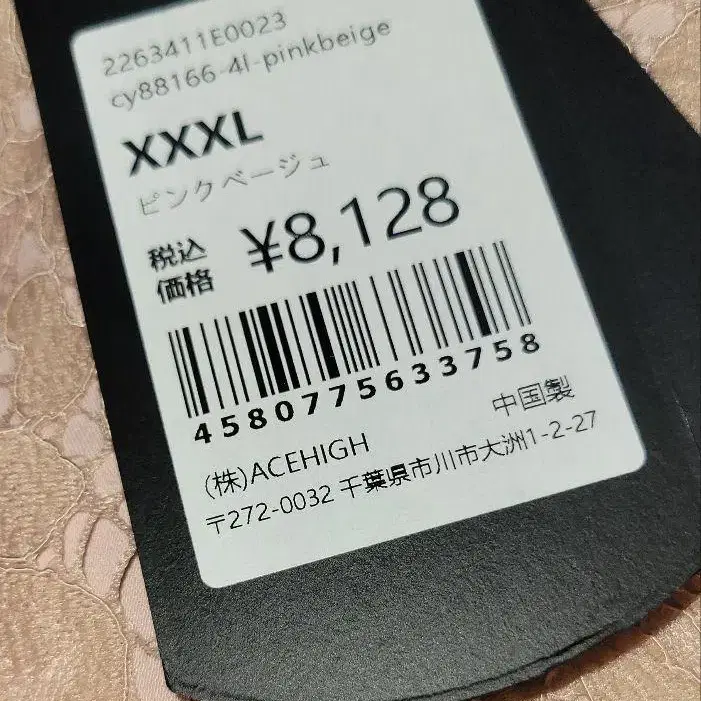 2263411E0023
cy88166-4l-pinkbeige
XXXL
ピンクベージュ
税込
価格
¥8,128
4580775633758
中国製
(株)ACEHIGH
〒272-0032 千葉県市川市大洲1-2-27